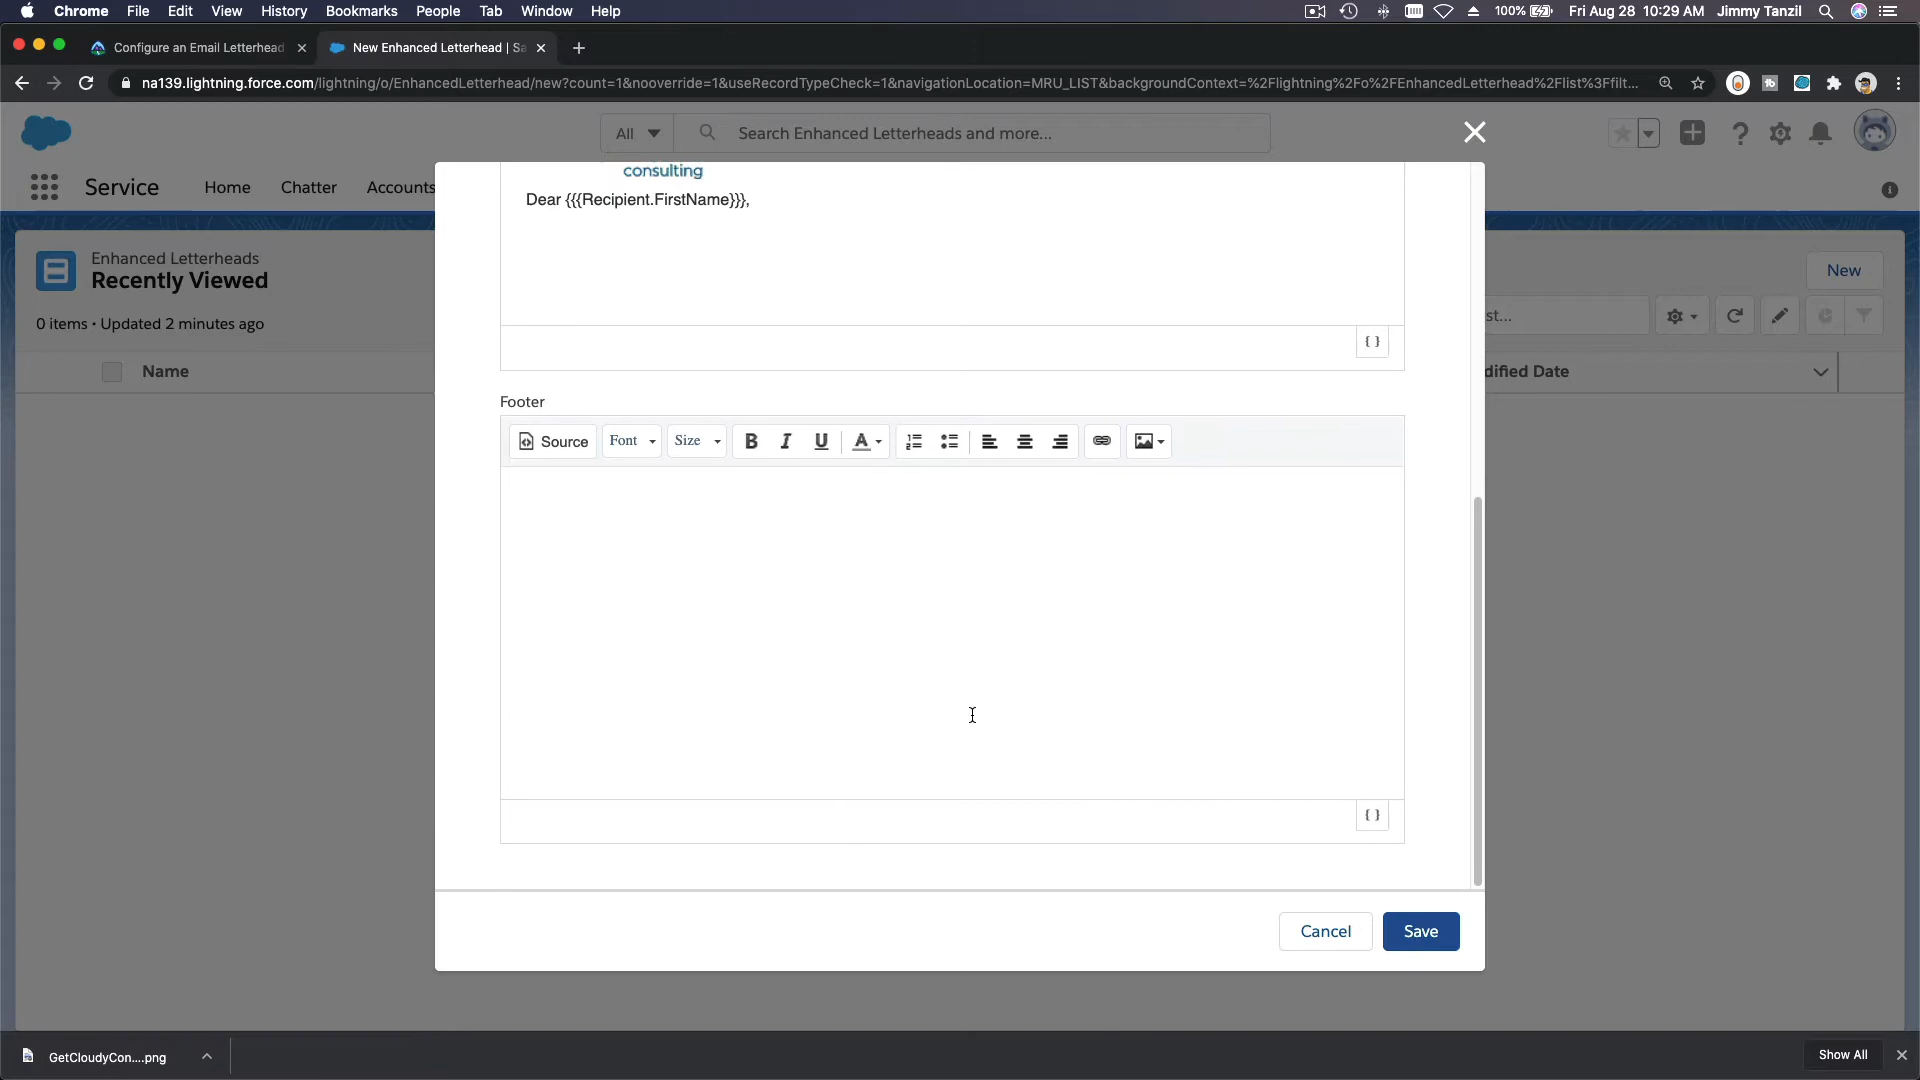 Chrome File Edit View History Bookmarks People Tab Window Help 100% Fri Aug 28 10:29 AM Jimmy Tanzil
Configure an Email Letterhead New Enhanced Letterhead | Sa
na139.lightning.force.com/lightning/o/EnhancedLetterhead/new?count=1&nooverride=1&useRecordTypeCheck=1&navigationLocation=MRU_LIST&backgroundContext=%2Flightning%2Fo%2FEnhancedLetterhead%2Flist%3Ffilt...
All Search Enhanced Letterheads and more...
Service Home Chatter Accounts
consulting
Dear {{{Recipient.FirstName}}},
Enhanced Letterheads
Recently Viewed
New
0 items • Updated 2 minutes ago
st...
{ }
Name
dified Date
Footer
Source Font Size B I U A
{ }
Cancel Save
GetCloudyCon....png
Show All